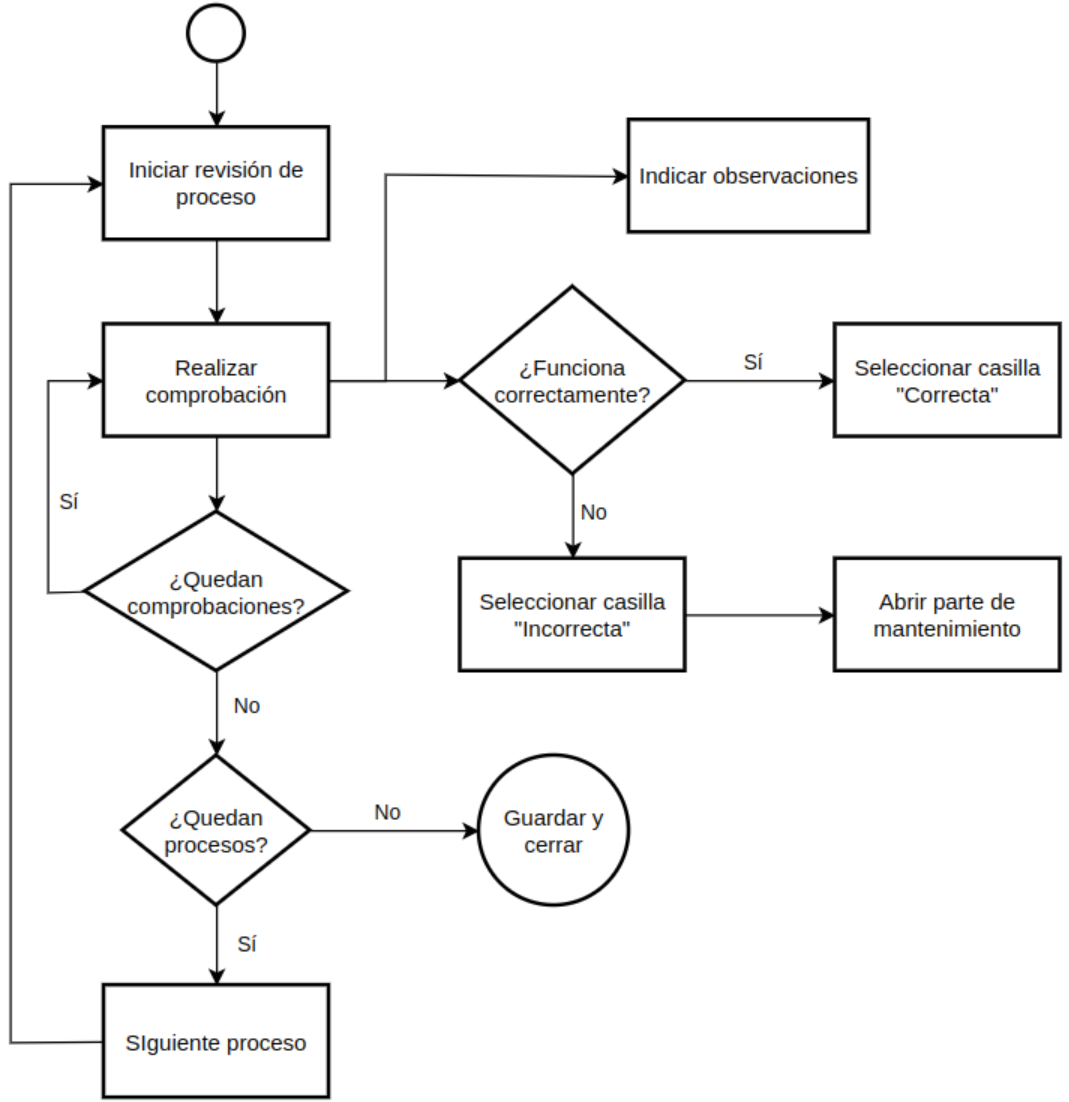 Iniciar revisión de
proceso
Indicar observaciones
Realizar
comprobación
¿Funciona
correctamente?
Sí
Seleccionar casilla
"Correcta"
Sí
No
¿Quedan
comprobaciones?
Seleccionar casilla
"Incorrecta"
Abrir parte de
mantenimiento
No
¿Quedan
procesos?
No
Guardar y
cerrar
Sí
SIguiente proceso